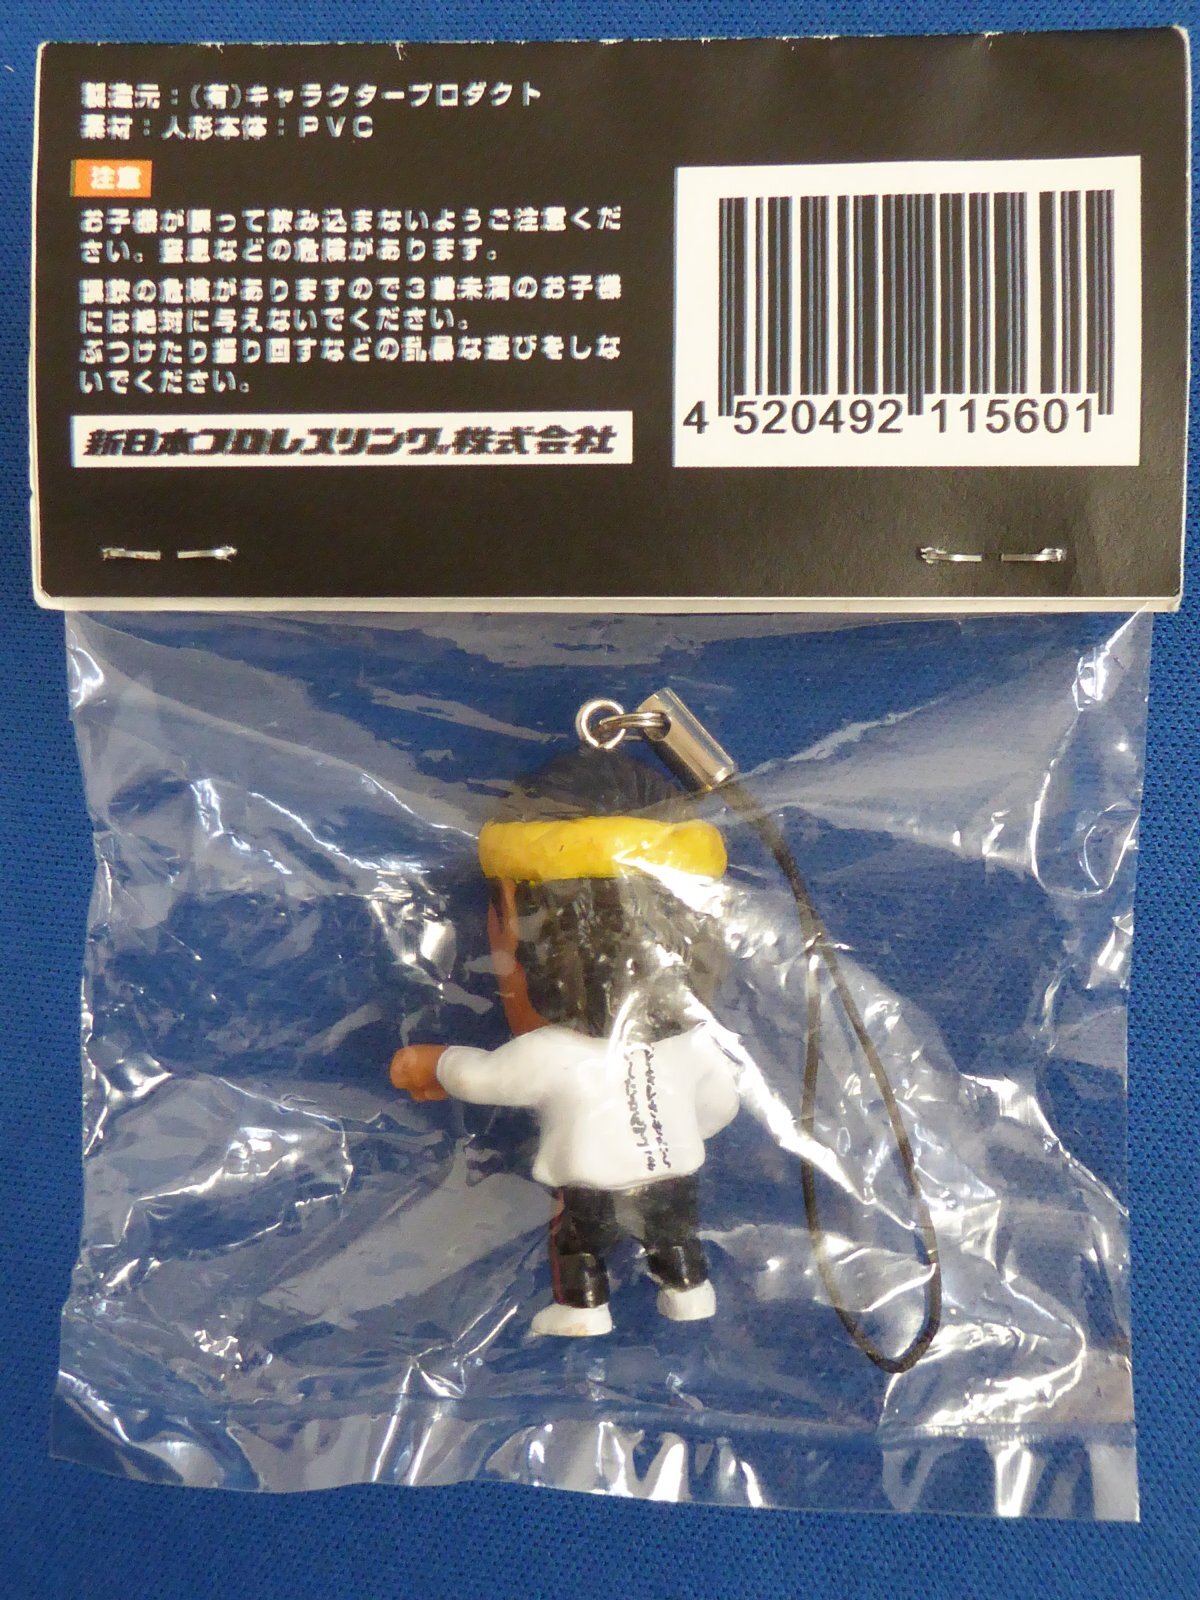 製造元：(有)キャラクタープロダクト
素材：人形本体：PVC
注意
お子様が誤って飲み込まないようご注意くだ
さい。窒息などの危険があります。
誤飲の危険がありますので3歳未満のお子様
には絶対に与えないでください。
ぶつけたり振り回すなどの乱暴な遊びをしな
いでください。
新日本プロレスリング®株式会社
4 520492 115601